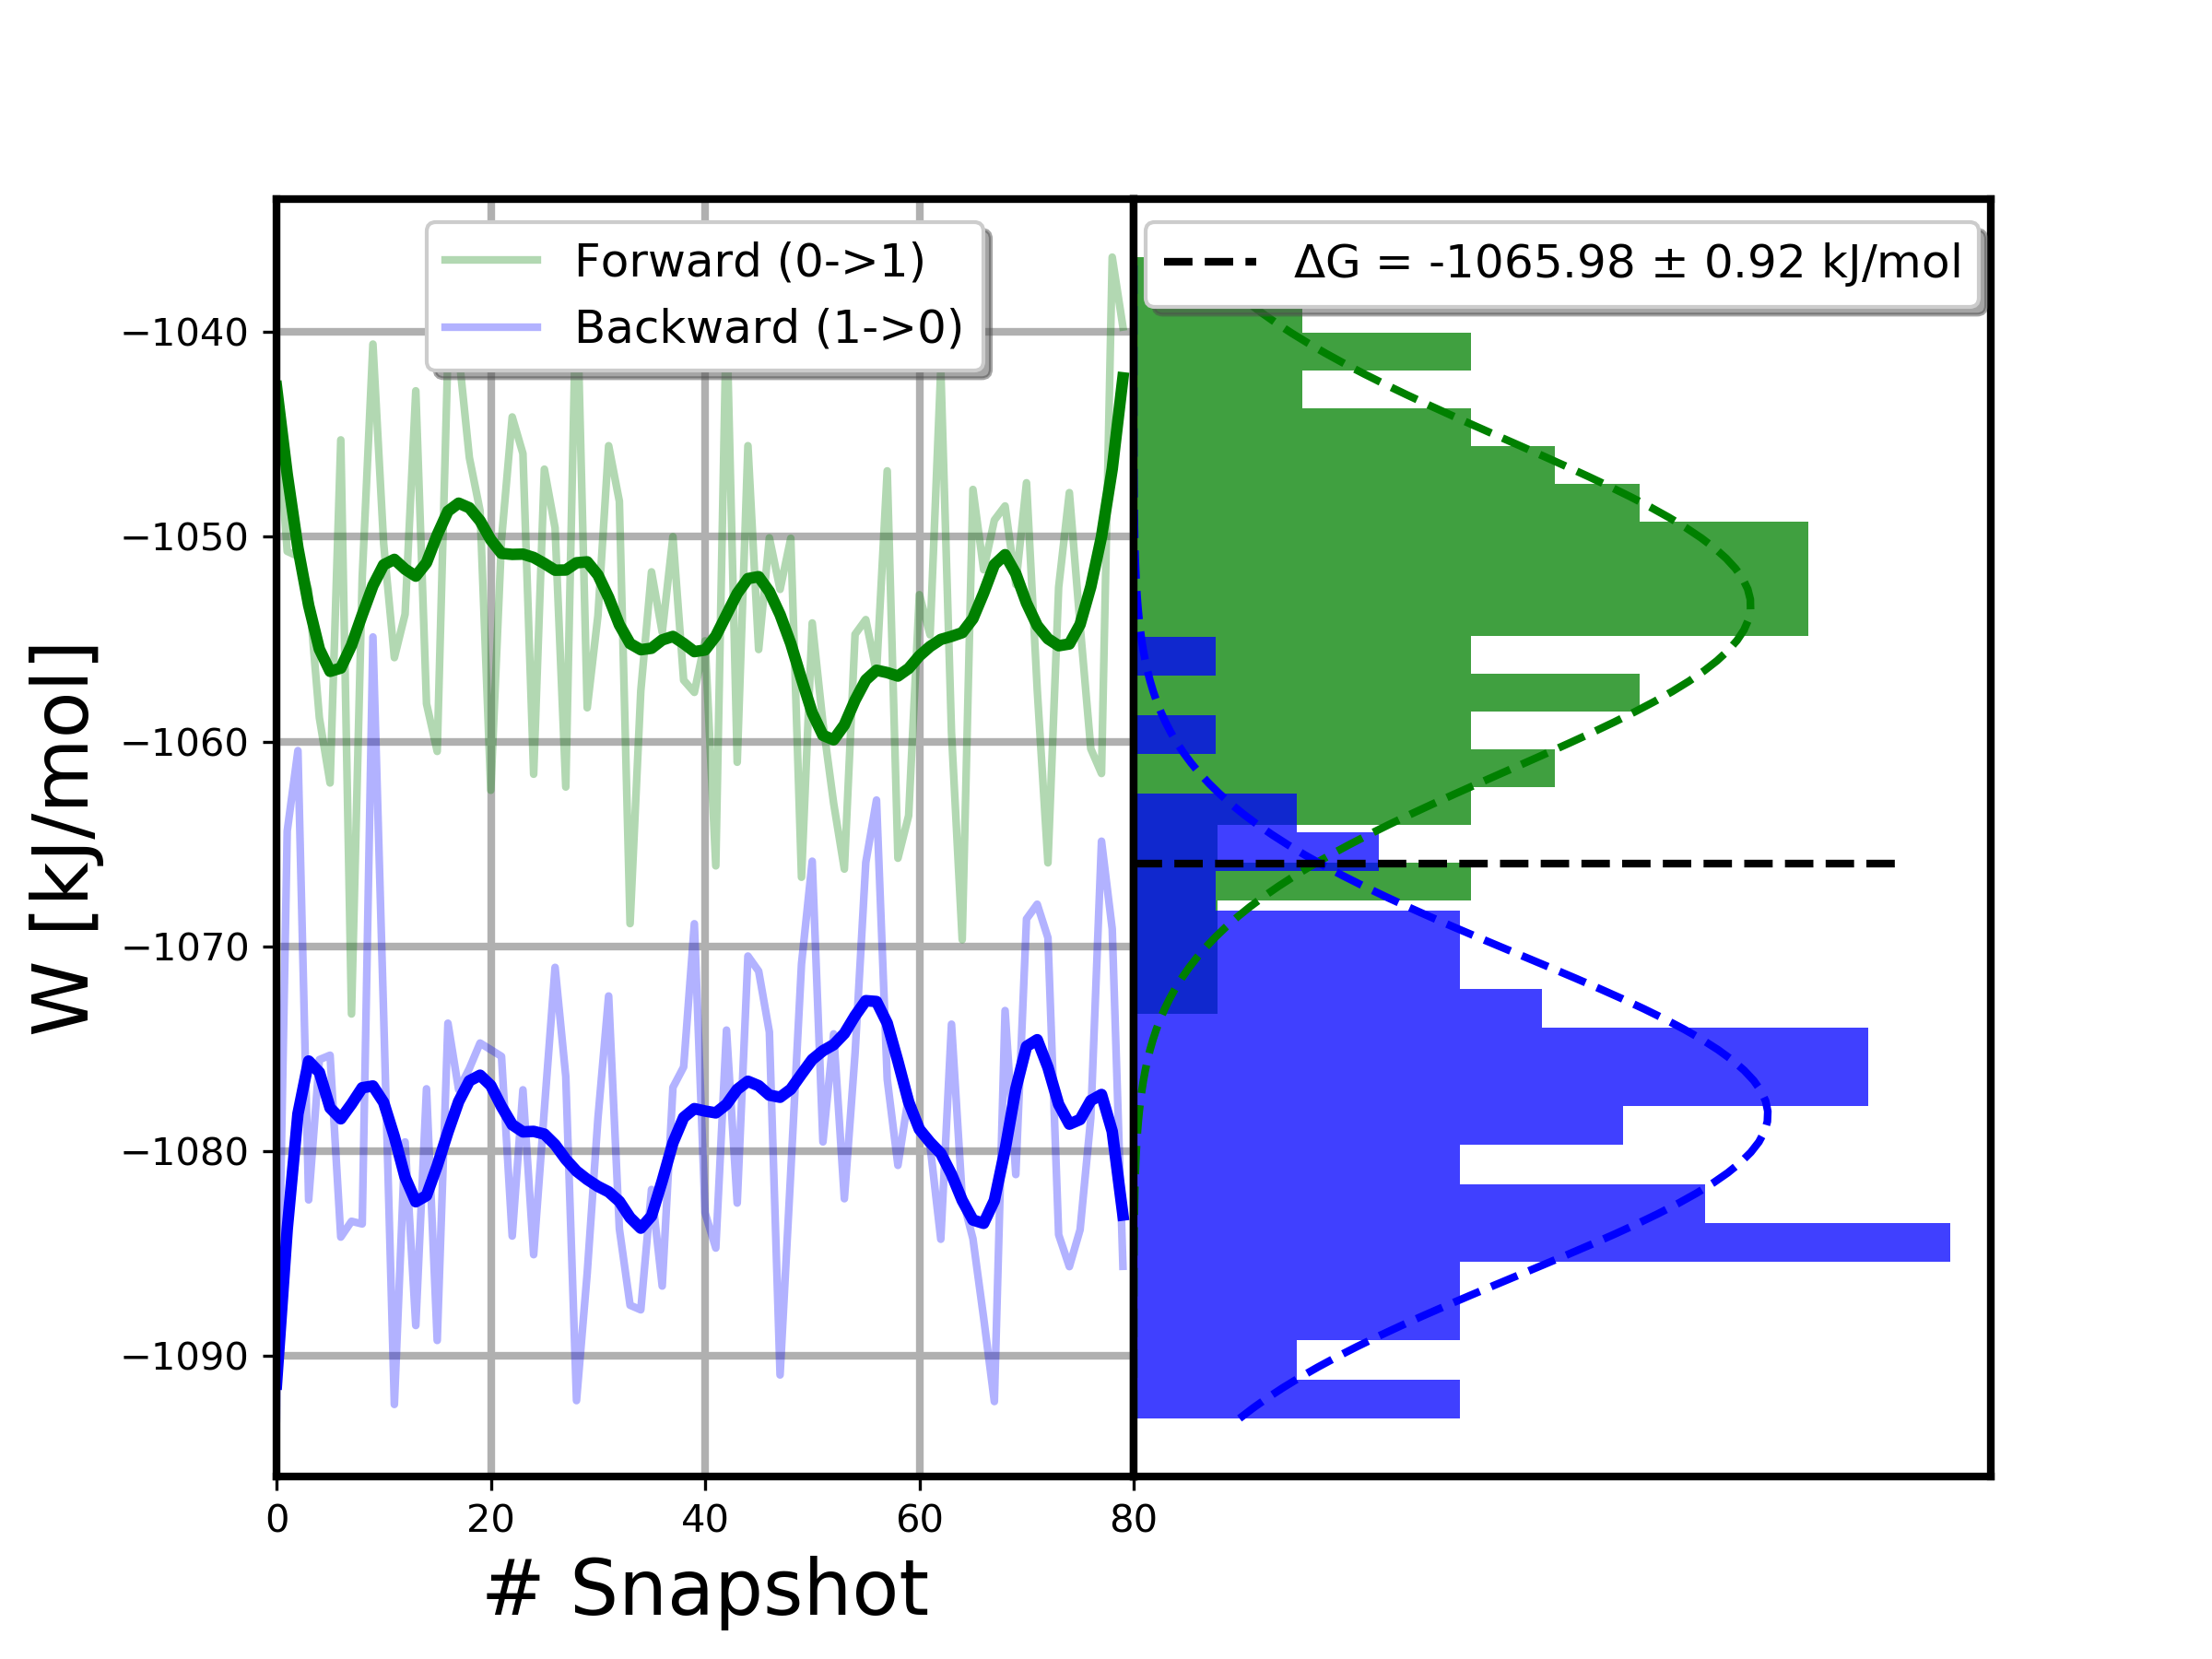 Forward (0->1)
Backward (1->0)
ΔG = -1065.98 ± 0.92 kJ/mol
−1040
−1050
−1060
−1070
−1080
−1090
W [kJ/mol]
0 20 40 60 80
# Snapshot